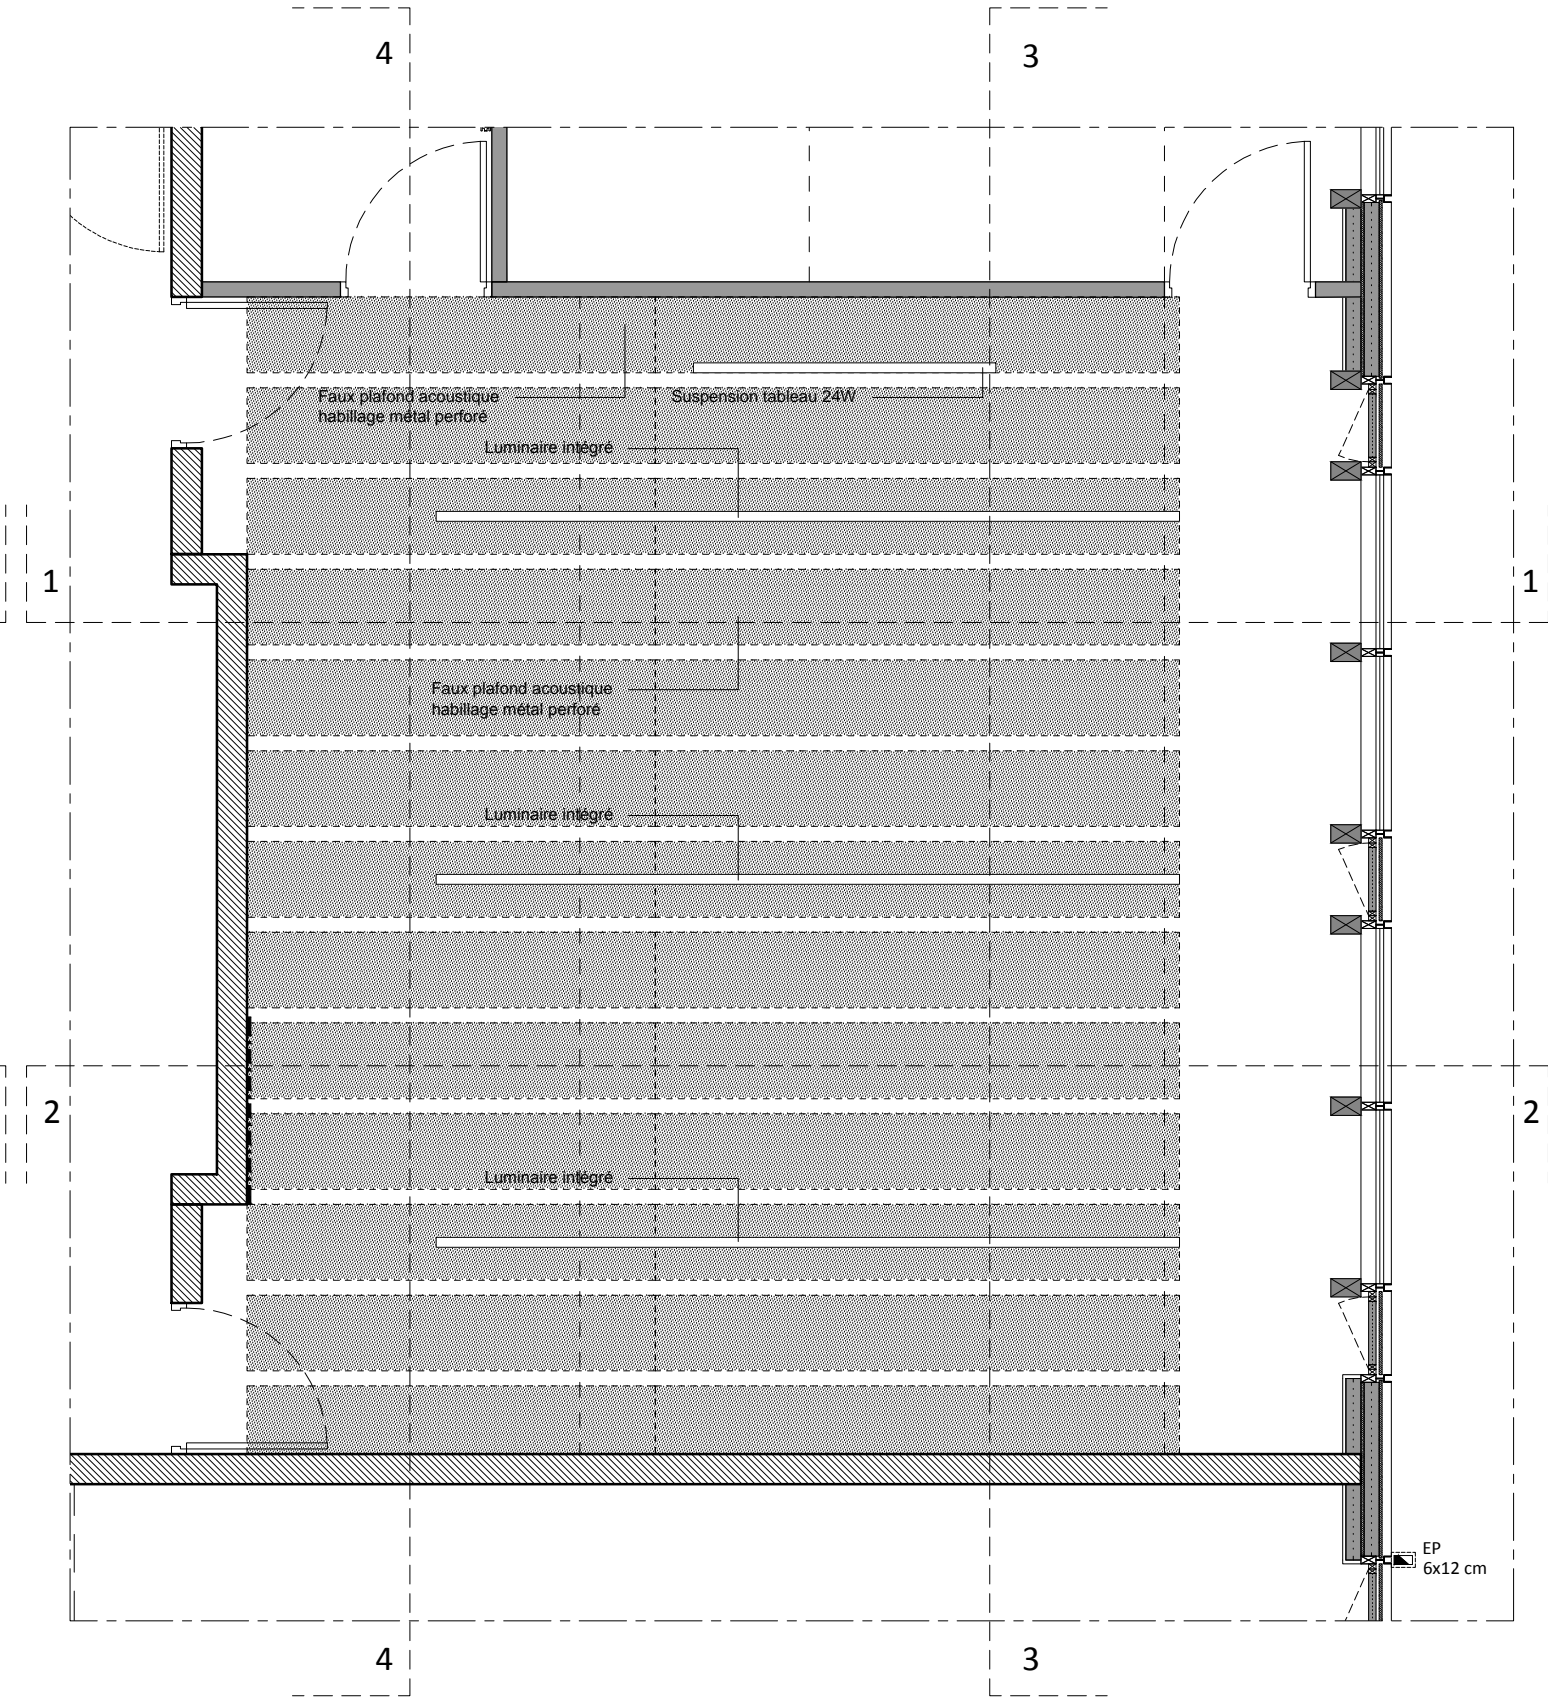 4
3
Faux plafond acoustique
habillage métal perforé
Suspension tableau 24W
Luminaire intégré
1
1
Faux plafond acoustique
habillage métal perforé
Luminaire intégré
2
2
Luminaire intégré
EP
6x12 cm
4
3